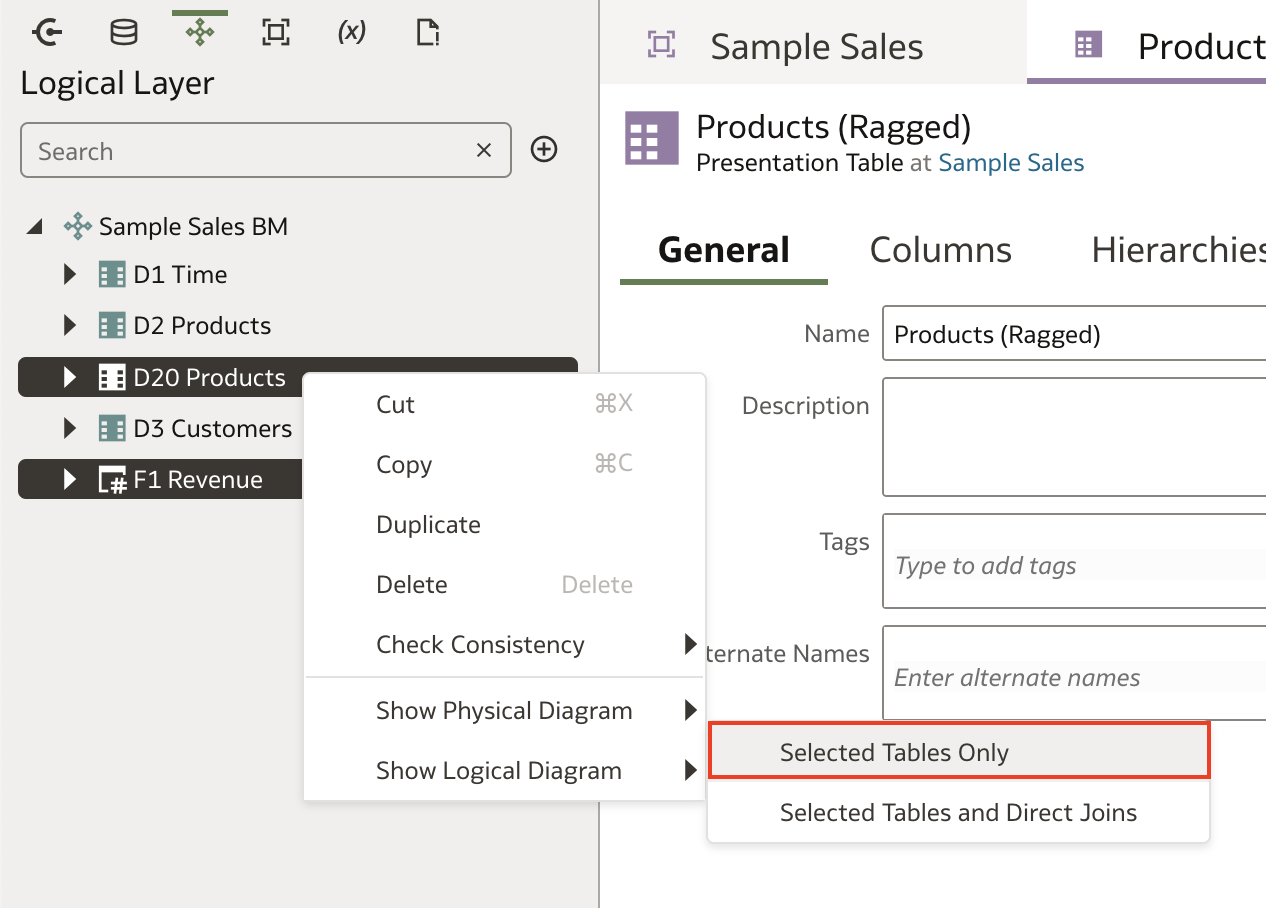 (x)
Logical Layer
Search
Sample Sales BM
D1 Time
D2 Products
D20 Products
D3 Customers
F1 Revenue
Cut ⌘X
Copy ⌘C
Duplicate
Delete Delete
Check Consistency
Show Physical Diagram
Show Logical Diagram
Selected Tables Only
Selected Tables and Direct Joins
Sample Sales
Product
Products (Ragged)
Presentation Table at Sample Sales
General Columns Hierarchies
Name Products (Ragged)
Description
Tags Type to add tags
ternate Names Enter alternate names